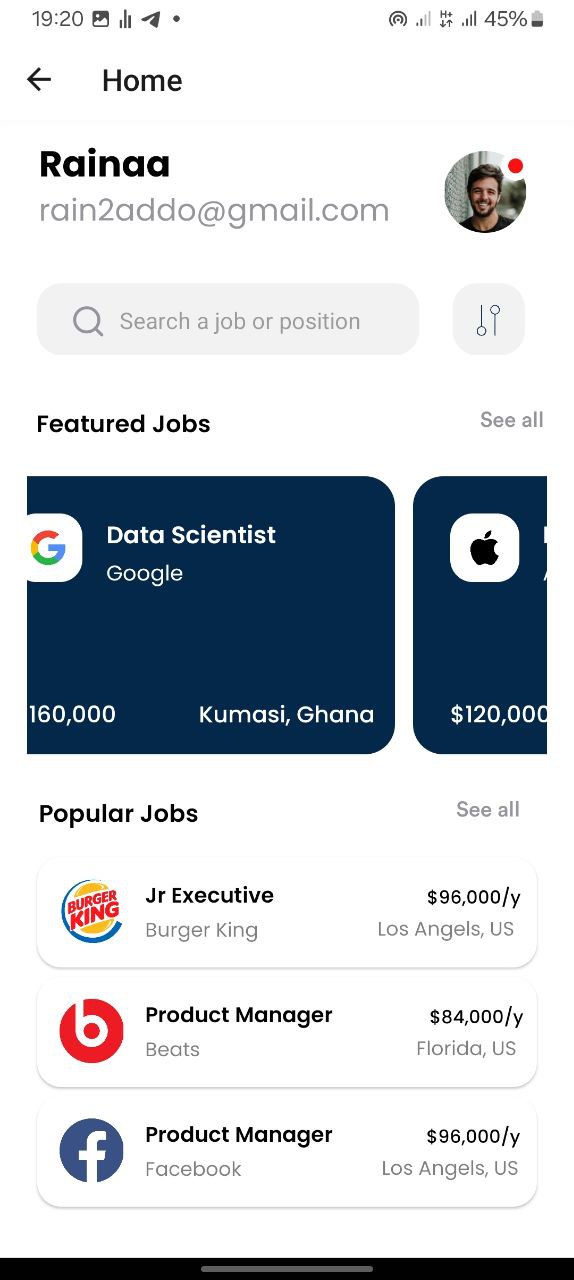 19:20
45%
Home
Rainaa
rain2addo@gmail.com
Search a job or position
Featured Jobs
See all
Data Scientist
Google
160,000
Kumasi, Ghana
$120,000
Popular Jobs
See all
BURGER KING
Jr Executive
$96,000/y
Burger King
Los Angels, US
Product Manager
$84,000/y
Beats
Florida, US
Product Manager
$96,000/y
Facebook
Los Angels, US